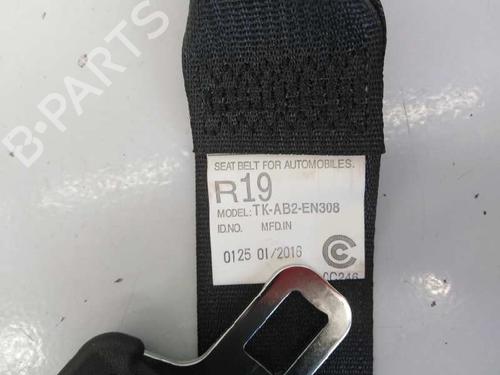 B-PARTS
SEAT BELT FOR AUTOMOBILES.
R19
MODEL:TK-AB2-EN308
ID.NO. MFD.IN
0125 01/2016
CC246